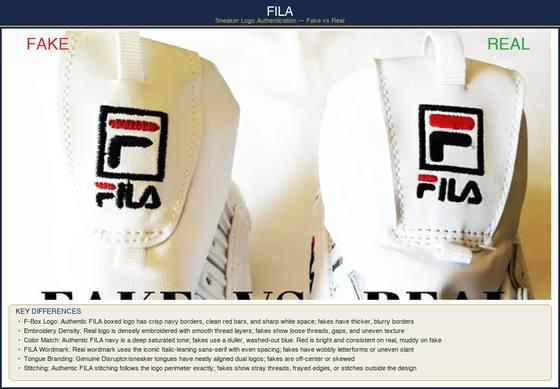 FILA
Sneaker Logo Authentication — Fake vs Real
FAKE
REAL
FILA
FILA
FAKE VS REAL
KEY DIFFERENCES
• F-Box Logo: Authentic FILA boxed logo has crisp navy borders, clean red bars, and sharp white space; fakes have thicker, blurry borders
• Embroidery Density: Real logo is densely embroidered with smooth thread layers; fakes show loose threads, gaps, and uneven texture
• Color Match: Authentic FILA navy is a deep saturated tone; fakes use a duller, washed-out blue. Red is bright and consistent on real, muddy on fake
• FILA Wordmark: Real wordmark uses the iconic Italic-leaning sans-serif with even spacing; fakes have wobbly letterforms or uneven slant
• Tongue Branding: Genuine Disruptor/sneaker tongues have neatly aligned dual logos; fakes are off-center or skewed
• Stitching: Authentic FILA stitching follows the logo perimeter exactly; fakes show stray threads, frayed edges, or stitches outside the design